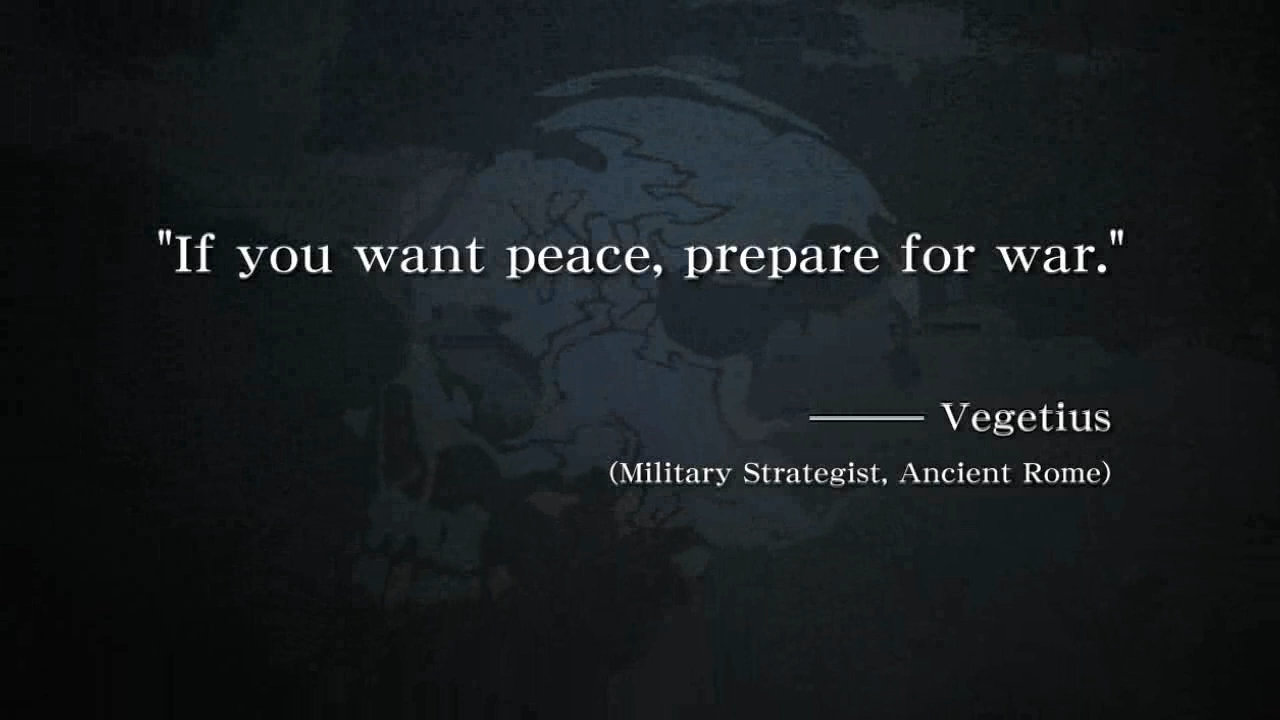 "If you want peace, prepare for war."
—— Vegetius
(Military Strategist, Ancient Rome)